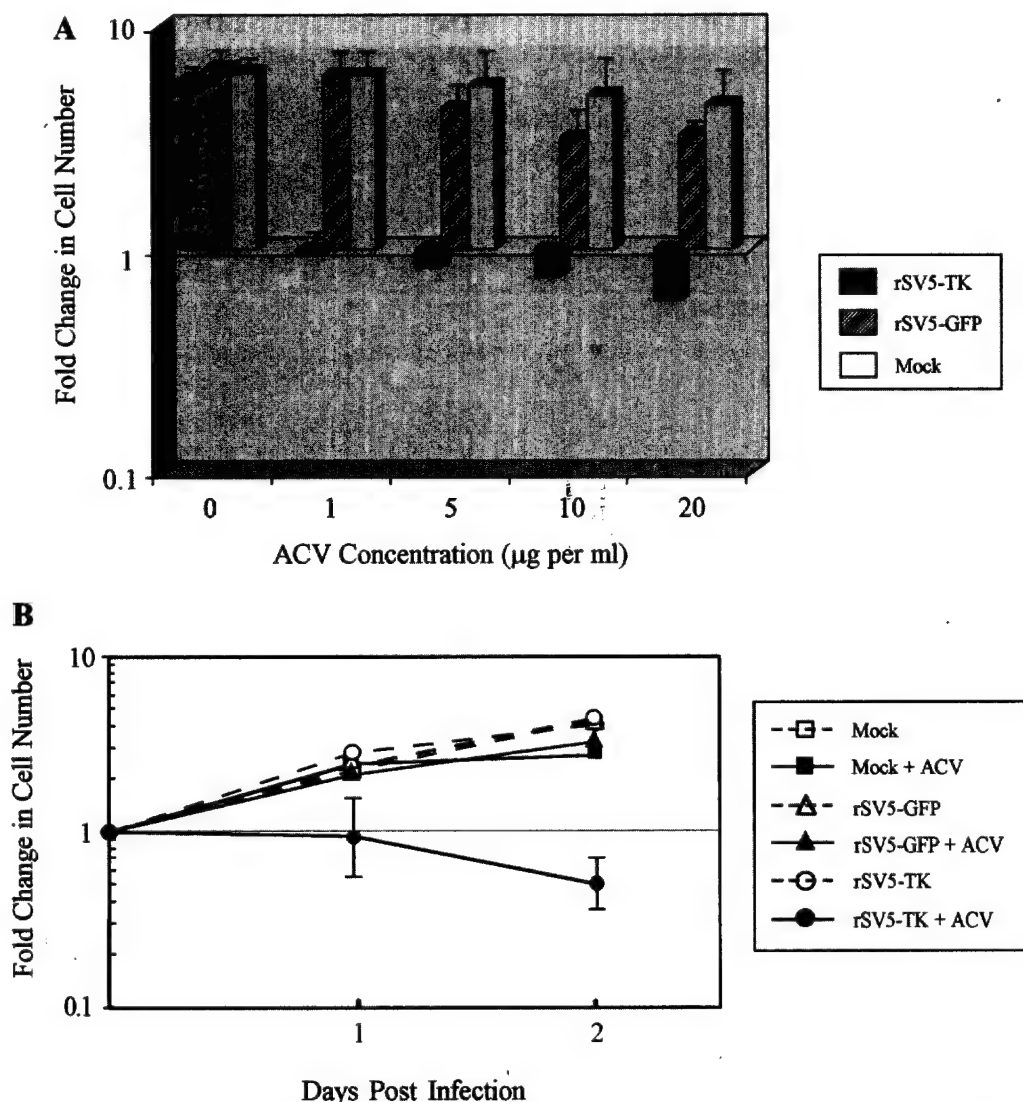 A
10
1
0.1
Fold Change in Cell Number
0
1
5
10
20
ACV Concentration (μg per ml)
rSV5-TK
rSV5-GFP
Mock
B
10
1
0.1
Fold Change in Cell Number
1
2
Days Post Infection
Mock
Mock + ACV
rSV5-GFP
rSV5-GFP + ACV
rSV5-TK
rSV5-TK + ACV